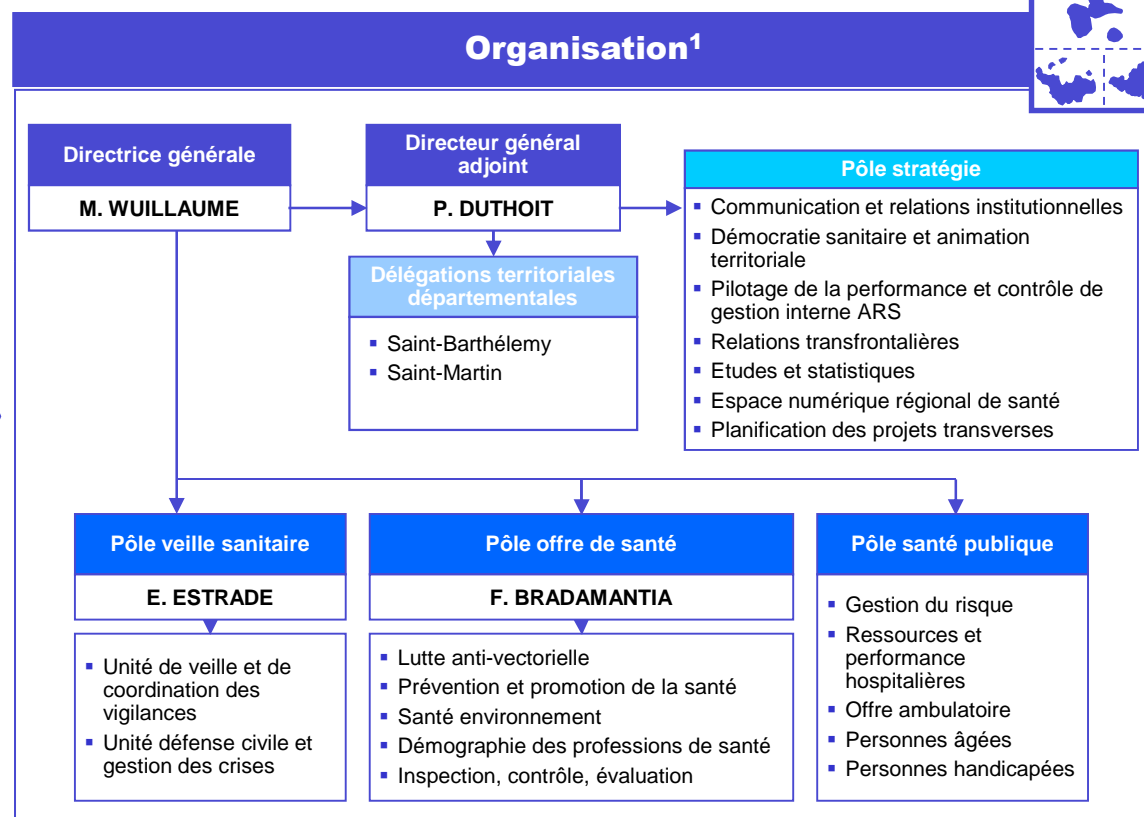 Organisation¹
Directrice générale
M. WUILLAUME
Directeur général
adjoint
P. DUTHOIT
Pôle stratégie
▪ Communication et relations institutionnelles
▪ Démocratie sanitaire et animation
territoriale
▪ Pilotage de la performance et contrôle de
gestion interne ARS
▪ Relations transfrontalières
▪ Etudes et statistiques
▪ Espace numérique régional de santé
▪ Planification des projets transverses
Délégations territoriales
départementales
▪ Saint-Barthélemy
▪ Saint-Martin
Pôle veille sanitaire
E. ESTRADE
▪ Unité de veille et de
coordination des
vigilances
▪ Unité défense civile et
gestion des crises
Pôle offre de santé
F. BRADAMANTIA
▪ Lutte anti-vectorielle
▪ Prévention et promotion de la santé
▪ Santé environnement
▪ Démographie des professions de santé
▪ Inspection, contrôle, évaluation
Pôle santé publique
▪ Gestion du risque
▪ Ressources et
performance
hospitalières
▪ Offre ambulatoire
▪ Personnes âgées
▪ Personnes handicapées